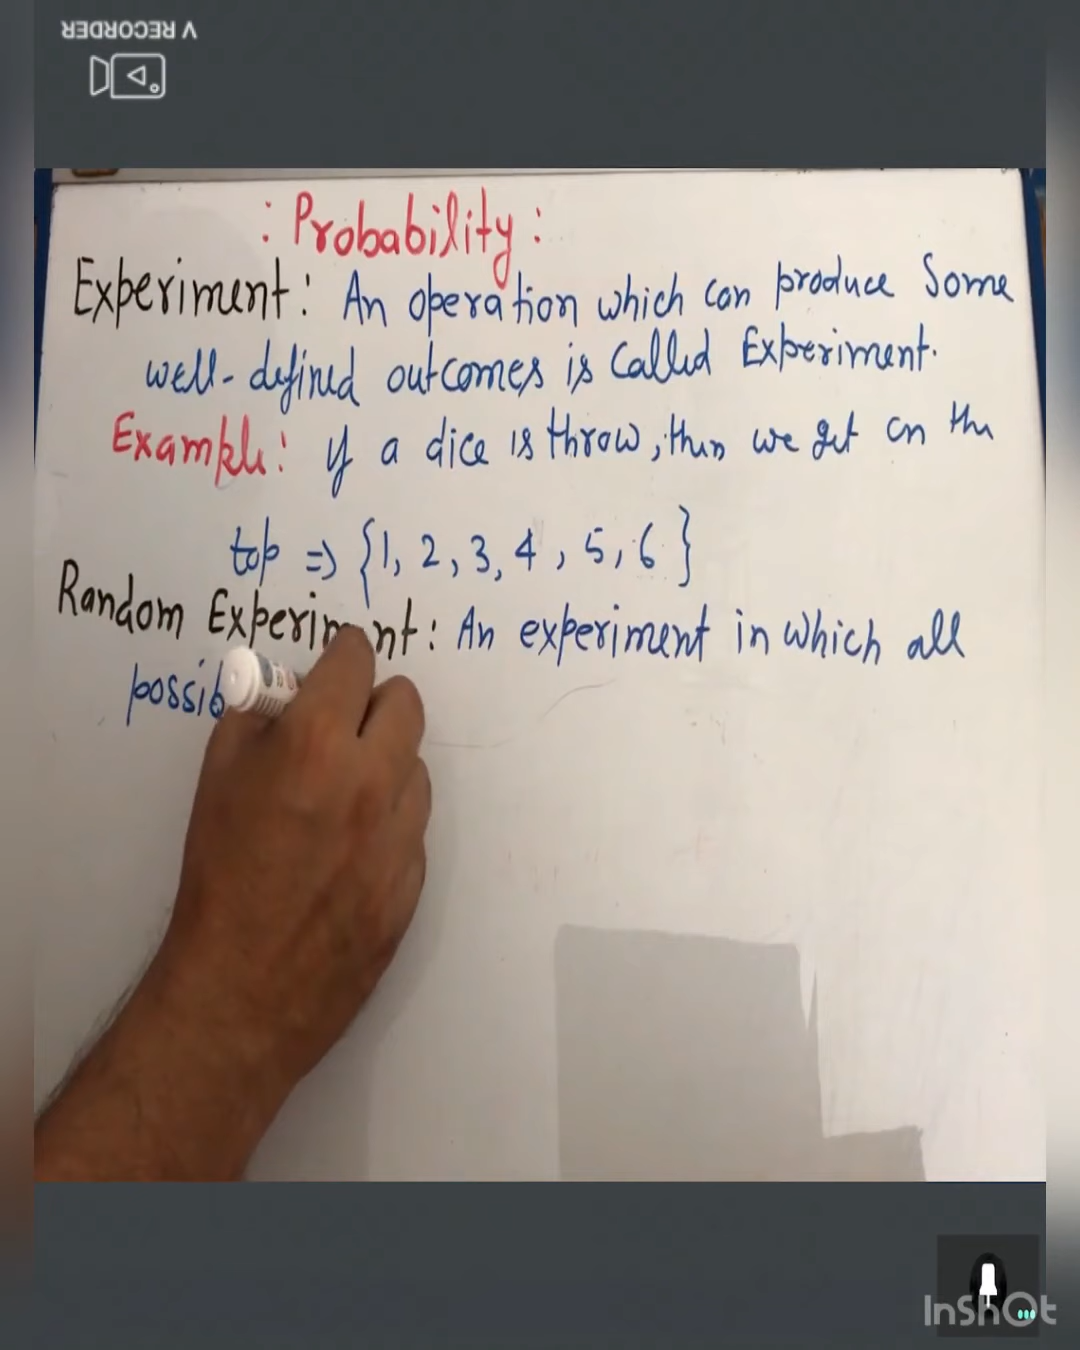 V RECORDER
: Probability :
Experiment: An operation which can produce Some
well-defined outcomes is Called Experiment.
Example: if a dice is throw, then we get on the
top => {1, 2, 3, 4, 5, 6}
Random Experiment: An experiment in which all
possib
InShOt